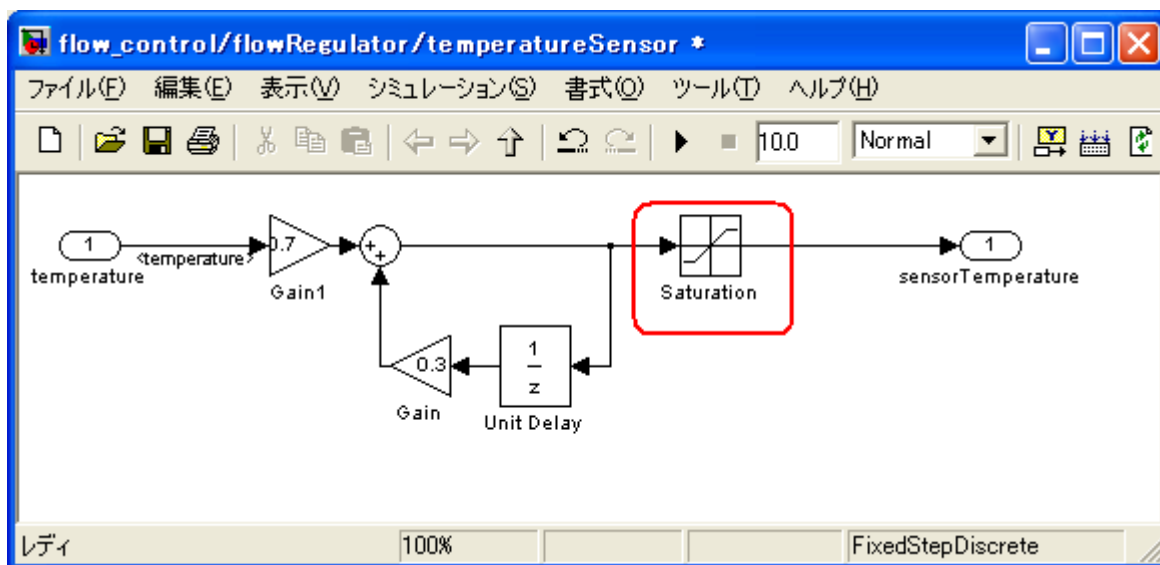 flow_control/flowRegulator/temperatureSensor *
ファイル(F) 編集(E) 表示(V) シミュレーション(S) 書式(O) ツール(T) ヘルプ(H)
10.0 Normal
1 <temperature> 0.7 + + 1
temperature Gain1 Saturation sensorTemperature
0.3 1
z
Gain Unit Delay
レディ 100% FixedStepDiscrete